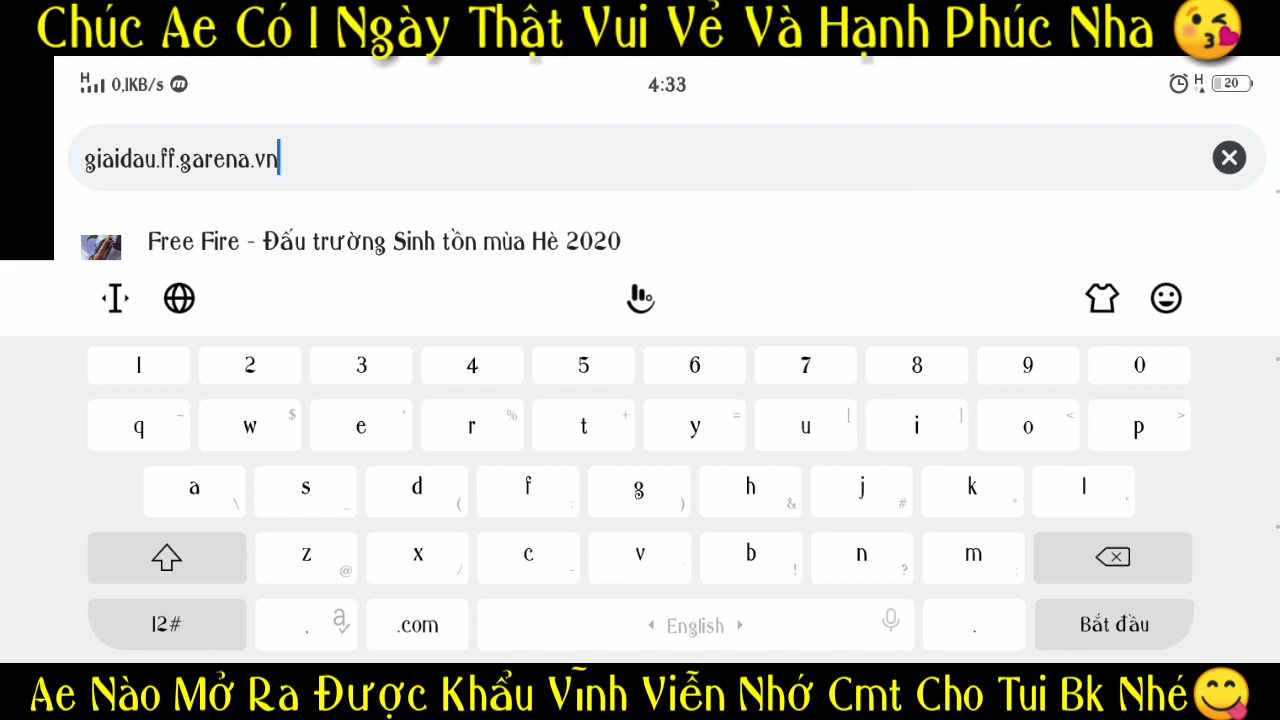 Chúc Ae Có 1 Ngày Thật Vui Vẻ Và Hạnh Phúc Nha 😘
H 0,1KB/s m 4:33 H 20
giaidau.ff.garena.vn
Free Fire - Đấu trường Sinh tồn mùa Hè 2020
1 2 3 4 5 6 7 8 9 0
q ~ w $ e ^ r % t + y = u [ i ] o < p >
a \ s _ d ( f : g ) h & j # k * l "
z @ x / c - v . b ! n ? m :
12# , a .com English . Bắt đầu
Ae Nào Mở Ra Được Khẩu Vĩnh Viễn Nhớ Cmt Cho Tui Bk Nhé 😋